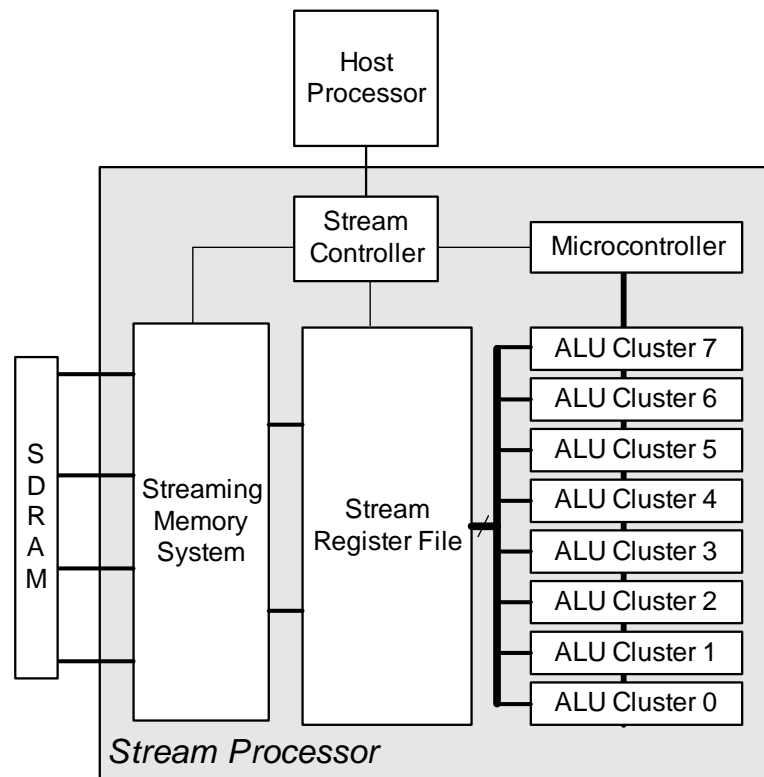 Host
Processor
Stream
Controller
Microcontroller
S
D
R
A
M
Streaming
Memory
System
Stream
Register File
ALU Cluster 7
ALU Cluster 6
ALU Cluster 5
ALU Cluster 4
ALU Cluster 3
ALU Cluster 2
ALU Cluster 1
ALU Cluster 0
Stream Processor